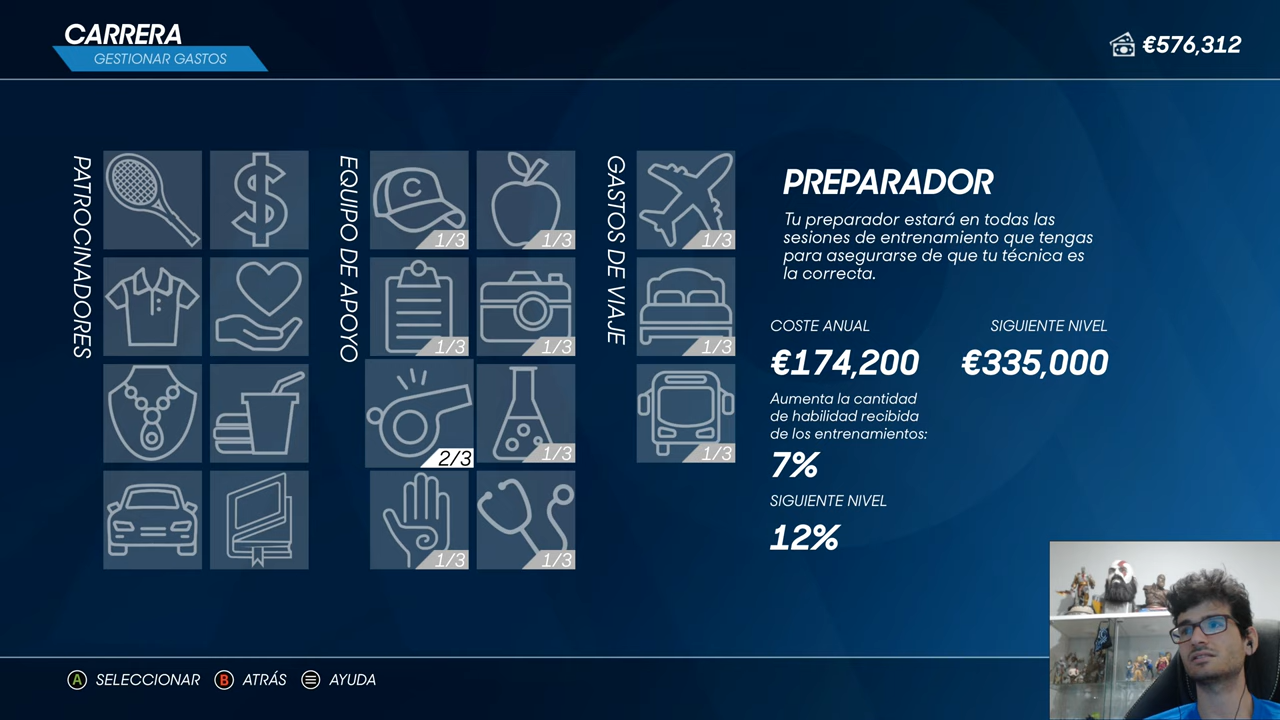 CARRERA
GESTIONAR GASTOS
€576,312
PATROCINADORES
EQUIPO DE APOYO
C
1/3
1/3
1/3
1/3
2/3
1/3
1/3
1/3
GASTOS DE VIAJE
1/3
1/3
1/3
PREPARADOR
Tu preparador estará en todas las
sesiones de entrenamiento que tengas
para asegurarse de que tu técnica es
la correcta.
COSTE ANUAL
SIGUIENTE NIVEL
€174,200
€335,000
Aumenta la cantidad
de habilidad recibida
de los entrenamientos:
7%
SIGUIENTE NIVEL
12%
A SELECCIONAR
B ATRÁS
AYUDA